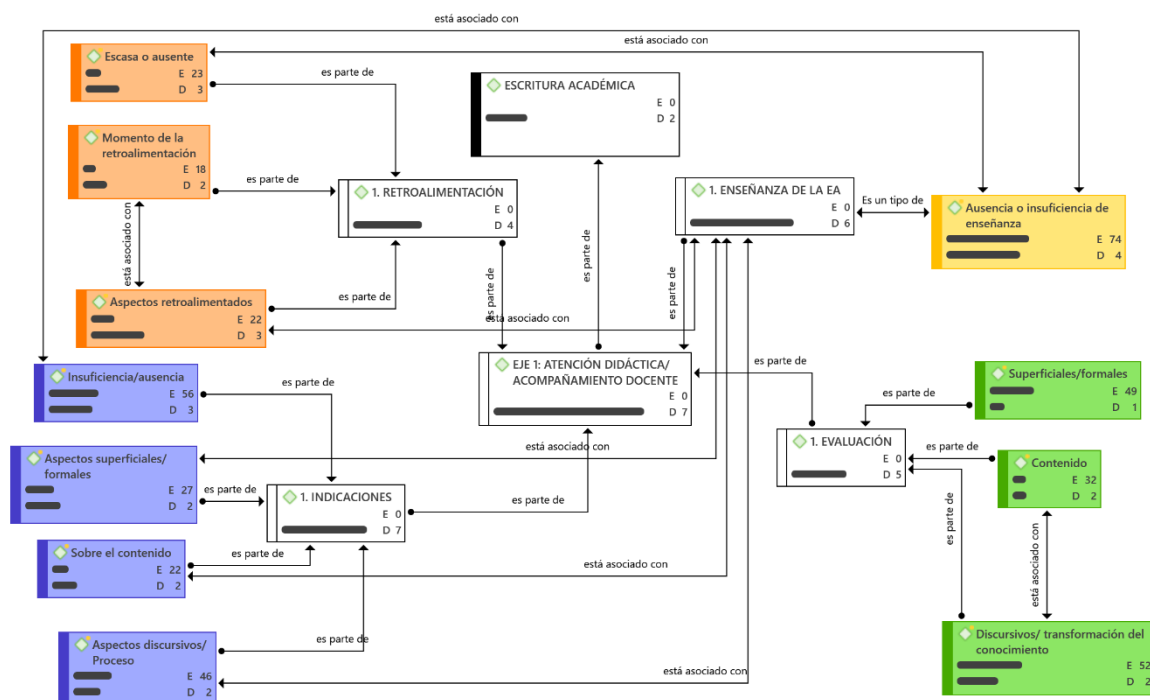 está asociado con
está asociado con
Escasa o ausente
E 23
D 3
es parte de
ESCRITURA ACADÉMICA
E 0
D 2
Momento de la
retroalimentación
E 18
D 2
es parte de
1. RETROALIMENTACIÓN
E 0
D 4
1. ENSEÑANZA DE LA EA
E 0
D 6
Es un tipo de
Ausencia o insuficiencia de
enseñanza
E 74
D 4
está asociado con
es parte de
es parte de
es parte de
Aspectos retroalimentados
E 22
D 3
es parte de
está asociado con
EJE 1: ATENCIÓN DIDÁCTICA/
ACOMPAÑAMIENTO DOCENTE
E 0
D 7
es parte de
Insuficiencia/ausencia
E 56
D 3
es parte de
Superficiales/formales
E 49
D 1
es parte de
está asociado con
1. EVALUACIÓN
E 0
D 5
es parte de
Contenido
E 32
D 2
Aspectos superficiales/
formales
E 27
D 2
es parte de
1. INDICACIONES
E 0
D 7
es parte de
es parte de
está asociado con
Sobre el contenido
E 22
D 2
es parte de
está asociado con
Aspectos discursivos/
Proceso
E 46
D 2
es parte de
está asociado con
Discursivos/ transformación del
conocimiento
E 52
D 2